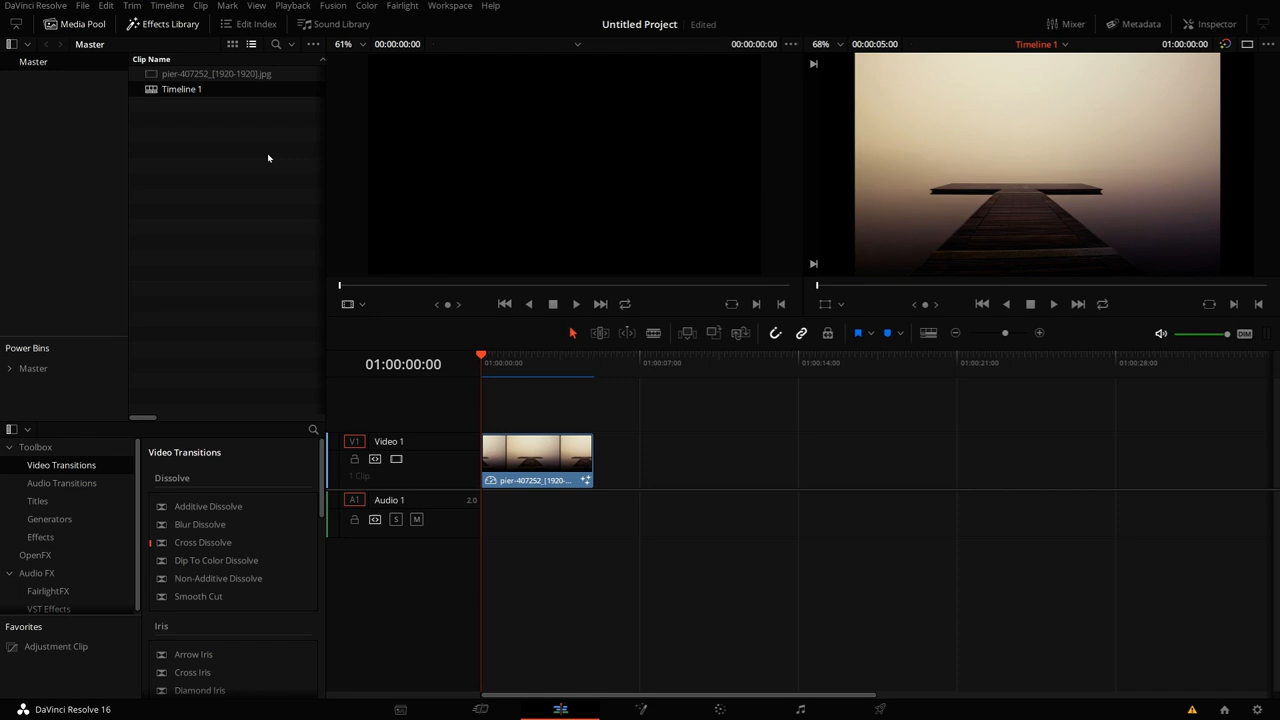 DaVinci Resolve File Edit Trim Timeline Clip Mark View Playback Fusion Color Fairlight Workspace Help
Media Pool Effects Library Edit Index Sound Library Untitled Project Edited Mixer Metadata Inspector
Master 61% 00:00:00:00 00:00:00:00 68% 00:00:05:00 Timeline 1 01:00:00:00
Master
Clip Name
pier-407252_[1920-1920].jpg
Timeline 1
Power Bins
Master
DIM
01:00:00:00
01:00:00:00 01:00:07:00 01:00:14:00 01:00:21:00 01:00:28:00
V1 Video 1
1 Clip
pier-407252_[1920-...
A1 Audio 1 2.0
S M
Toolbox
Video Transitions
Audio Transitions
Titles
Generators
Effects
OpenFX
Audio FX
FairlightFX
VST Effects
Favorites
Adjustment Clip
Video Transitions
Dissolve
Additive Dissolve
Blur Dissolve
Cross Dissolve
Dip To Color Dissolve
Non-Additive Dissolve
Smooth Cut
Iris
Arrow Iris
Cross Iris
Diamond Iris
DaVinci Resolve 16